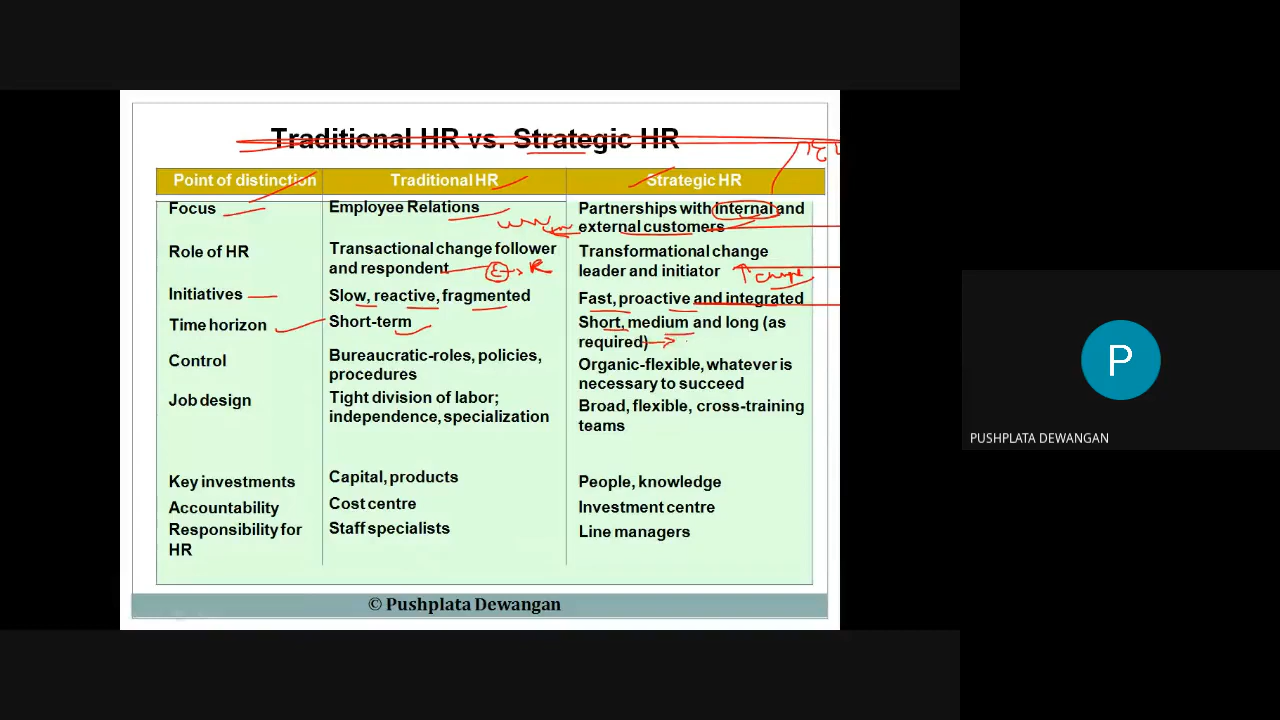 Traditional HR vs. Strategic HR
Point of distinction Traditional HR Strategic HR
Focus Employee Relations Partnerships with internal and
external customers
Role of HR Transactional change follower Transformational change
and respondent leader and initiator
E → R
change
Initiatives Slow, reactive, fragmented Fast, proactive and integrated
Time horizon Short-term Short, medium and long (as
required)
Control Bureaucratic-roles, policies, Organic-flexible, whatever is
procedures necessary to succeed
Job design Tight division of labor; Broad, flexible, cross-training
independence, specialization teams
Key investments Capital, products People, knowledge
Accountability Cost centre Investment centre
Responsibility for Staff specialists Line managers
HR
© Pushplata Dewangan
P
PUSHPLATA DEWANGAN